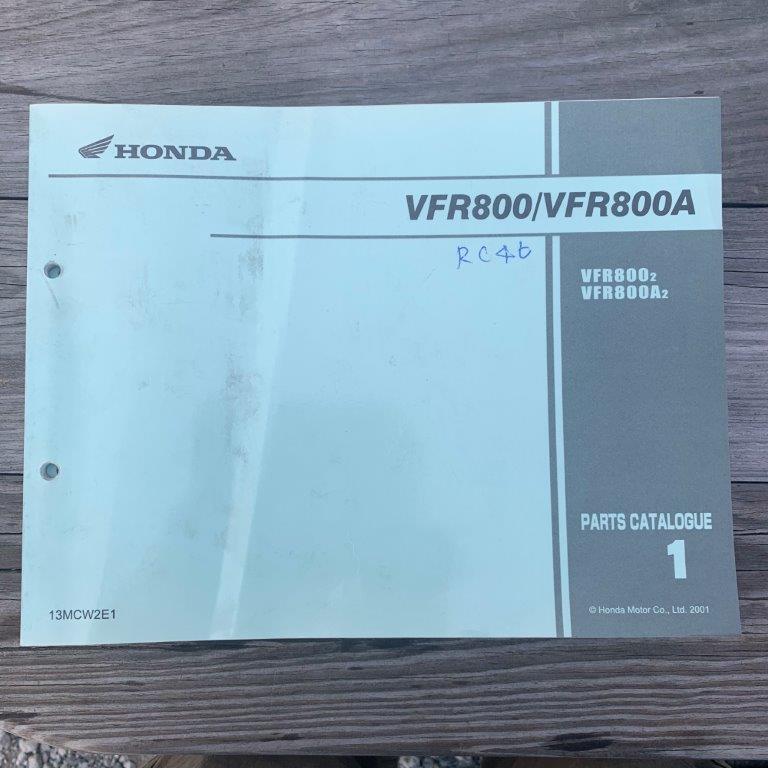 HONDA
VFR800/VFR800A
RC46
VFR800₂
VFR800A₂
PARTS CATALOGUE
1
13MCW2E1
© Honda Motor Co., Ltd. 2001